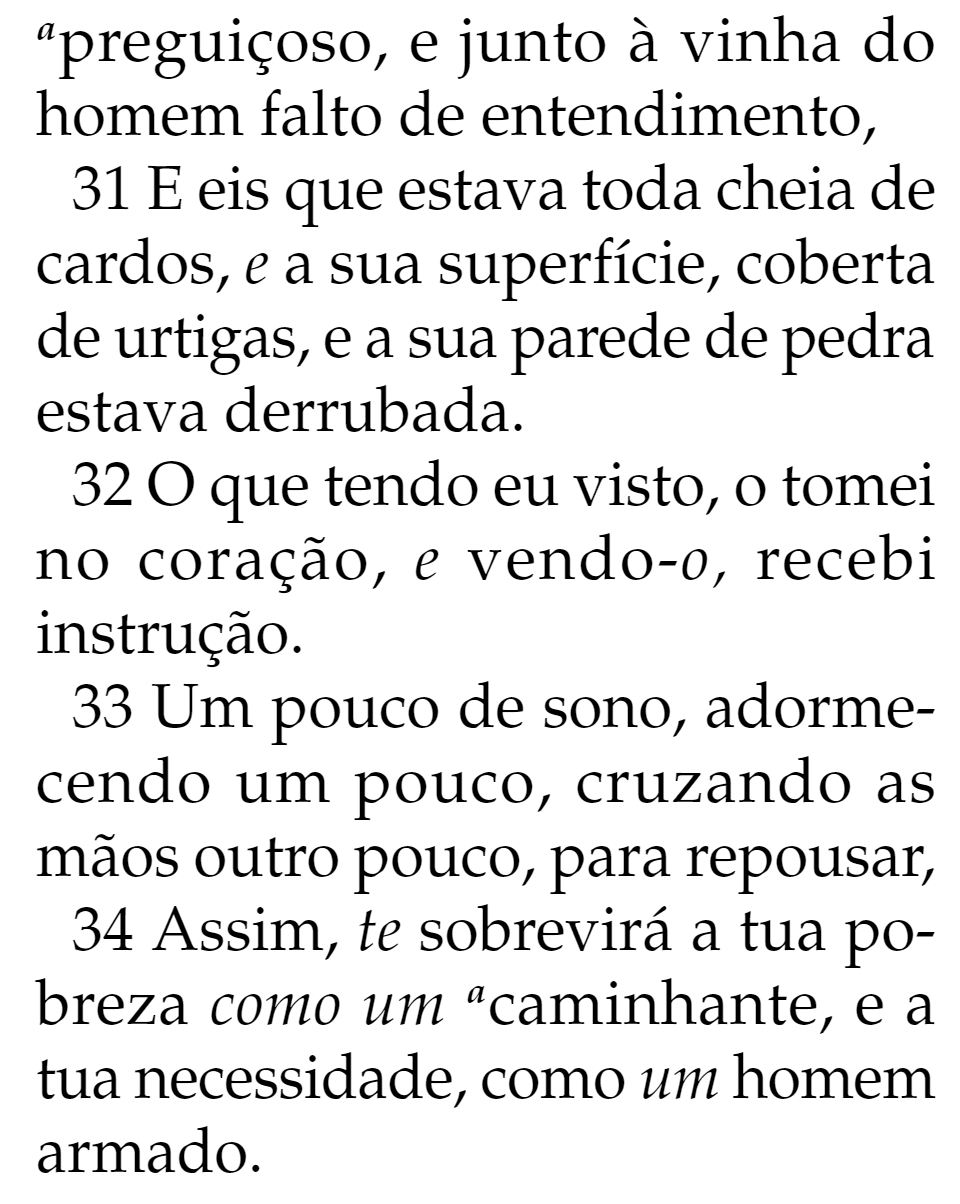 ᵃpreguiçoso, e junto à vinha do
homem falto de entendimento,
31 E eis que estava toda cheia de
cardos, e a sua superfície, coberta
de urtigas, e a sua parede de pedra
estava derrubada.
32 O que tendo eu visto, o tomei
no coração, e vendo-o, recebi
instrução.
33 Um pouco de sono, adorme-
cendo um pouco, cruzando as
mãos outro pouco, para repousar,
34 Assim, te sobrevirá a tua po-
breza como um ᵃcaminhante, e a
tua necessidade, como um homem
armado.